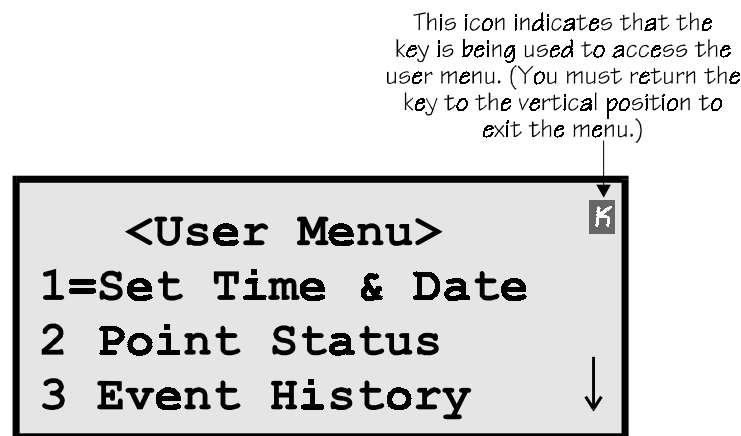 This icon indicates that the
key is being used to access the
user menu. (You must return the
key to the vertical position to
exit the menu.)
K
<User Menu>
1=Set Time & Date
2 Point Status
3 Event History